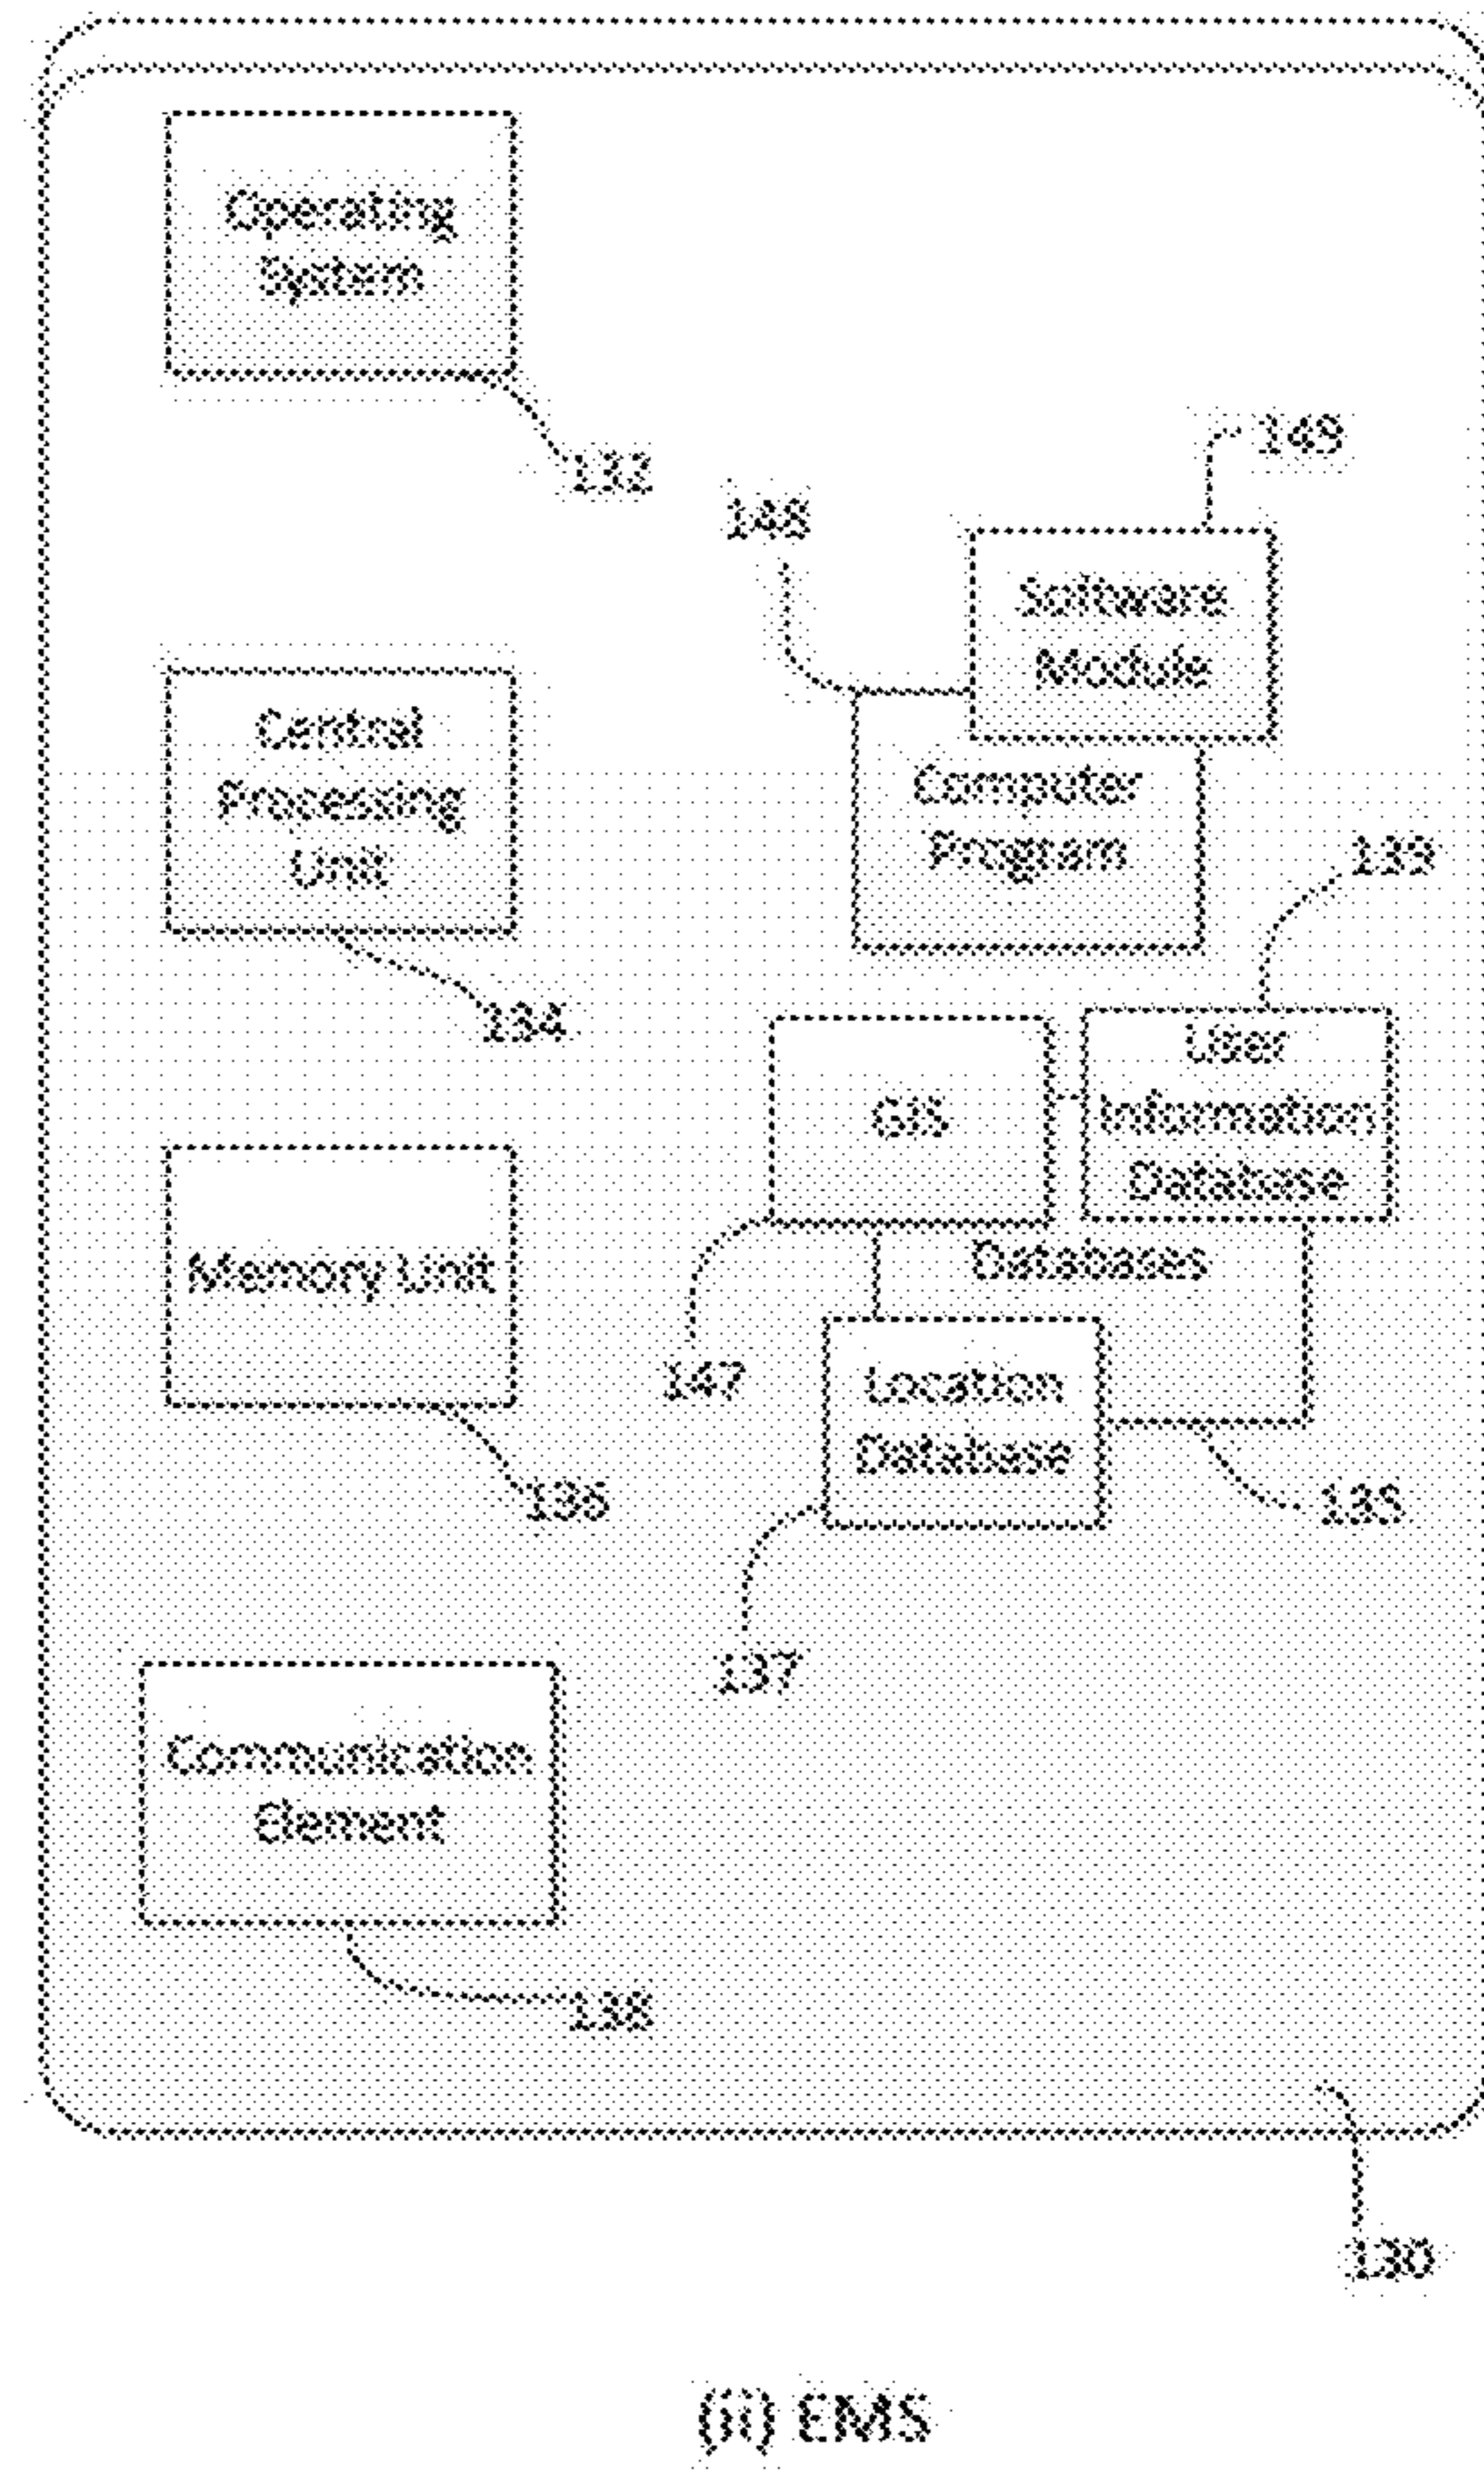 Operating
System
132
149
148
Software
Module
Central
Processing
Unit
Computer
Program
139
134
GIS
User
Information
Database
Memory Unit
Databases
147
Location
Database
136
135
137
Communication
Element
138
130
(ii) EMS